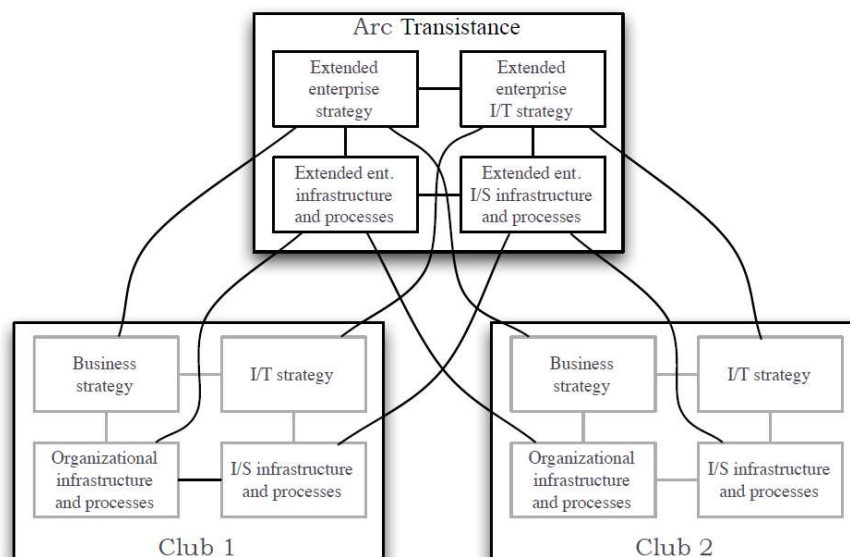 Arc Transistance
Extended
enterprise
strategy
Extended
enterprise
I/T strategy
Extended ent.
infrastructure
and processes
Extended ent.
I/S infrastructure
and processes
Business
strategy
I/T strategy
Organizational
infrastructure
and processes
I/S infrastructure
and processes
Club 1
Business
strategy
I/T strategy
Organizational
infrastructure
and processes
I/S infrastructure
and processes
Club 2